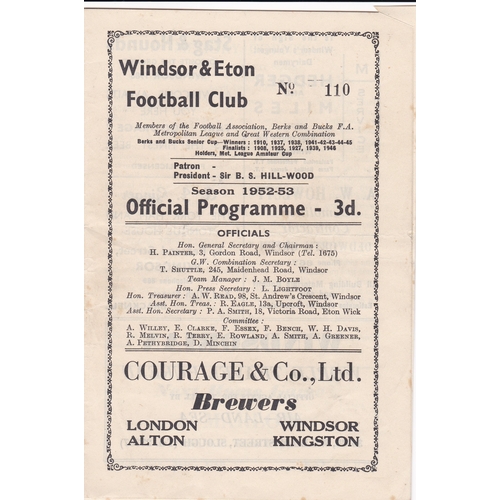 Windsor & Eton
Football Club
No 110
Members of the Football Association, Berks and Bucks F.A.
Metropolitan League and Great Western Combination
Berks and Bucks Senior Cup—Winners : 1910, 1937, 1938, 1941-42-43-44-45
Finalists : 1908, 1925, 1927, 1939, 1946
Holders, Met. League Amateur Cup
Patron -
President - Sir B. S. HILL-WOOD
Season 1952-53
Official Programme - 3d.
OFFICIALS
Hon. General Secretary and Chairman :
H. PAINTER, 3, Gordon Road, Windsor (Tel. 1675)
G.W. Combination Secretary :
T. SHUTTLE, 245, Maidenhead Road, Windsor
Team Manager : J. M. BOYLE
Hon. Press Secretary : L. LIGHTFOOT
Hon. Treasurer : A. W. READ, 98, St. Andrew's Crescent, Windsor
Asst. Hon. Treas. : R. EAGLE, 13a, Upcroft, Windsor
Asst. Hon. Secretary : P. A. SMITH, 18, Victoria Road, Eton Wick
Committee :
A. WILLEY, E. CLARKE, F. ESSEX, F. BENCH, W. H. DAVIS,
R. MELVIN, R. TERRY, E. ROWLAND, A. SMITH, A. GREENER,
A. PETHYBRIDGE, D. MINCHIN
COURAGE & Co., Ltd.
Brewers
LONDON WINDSOR
ALTON KINGSTON